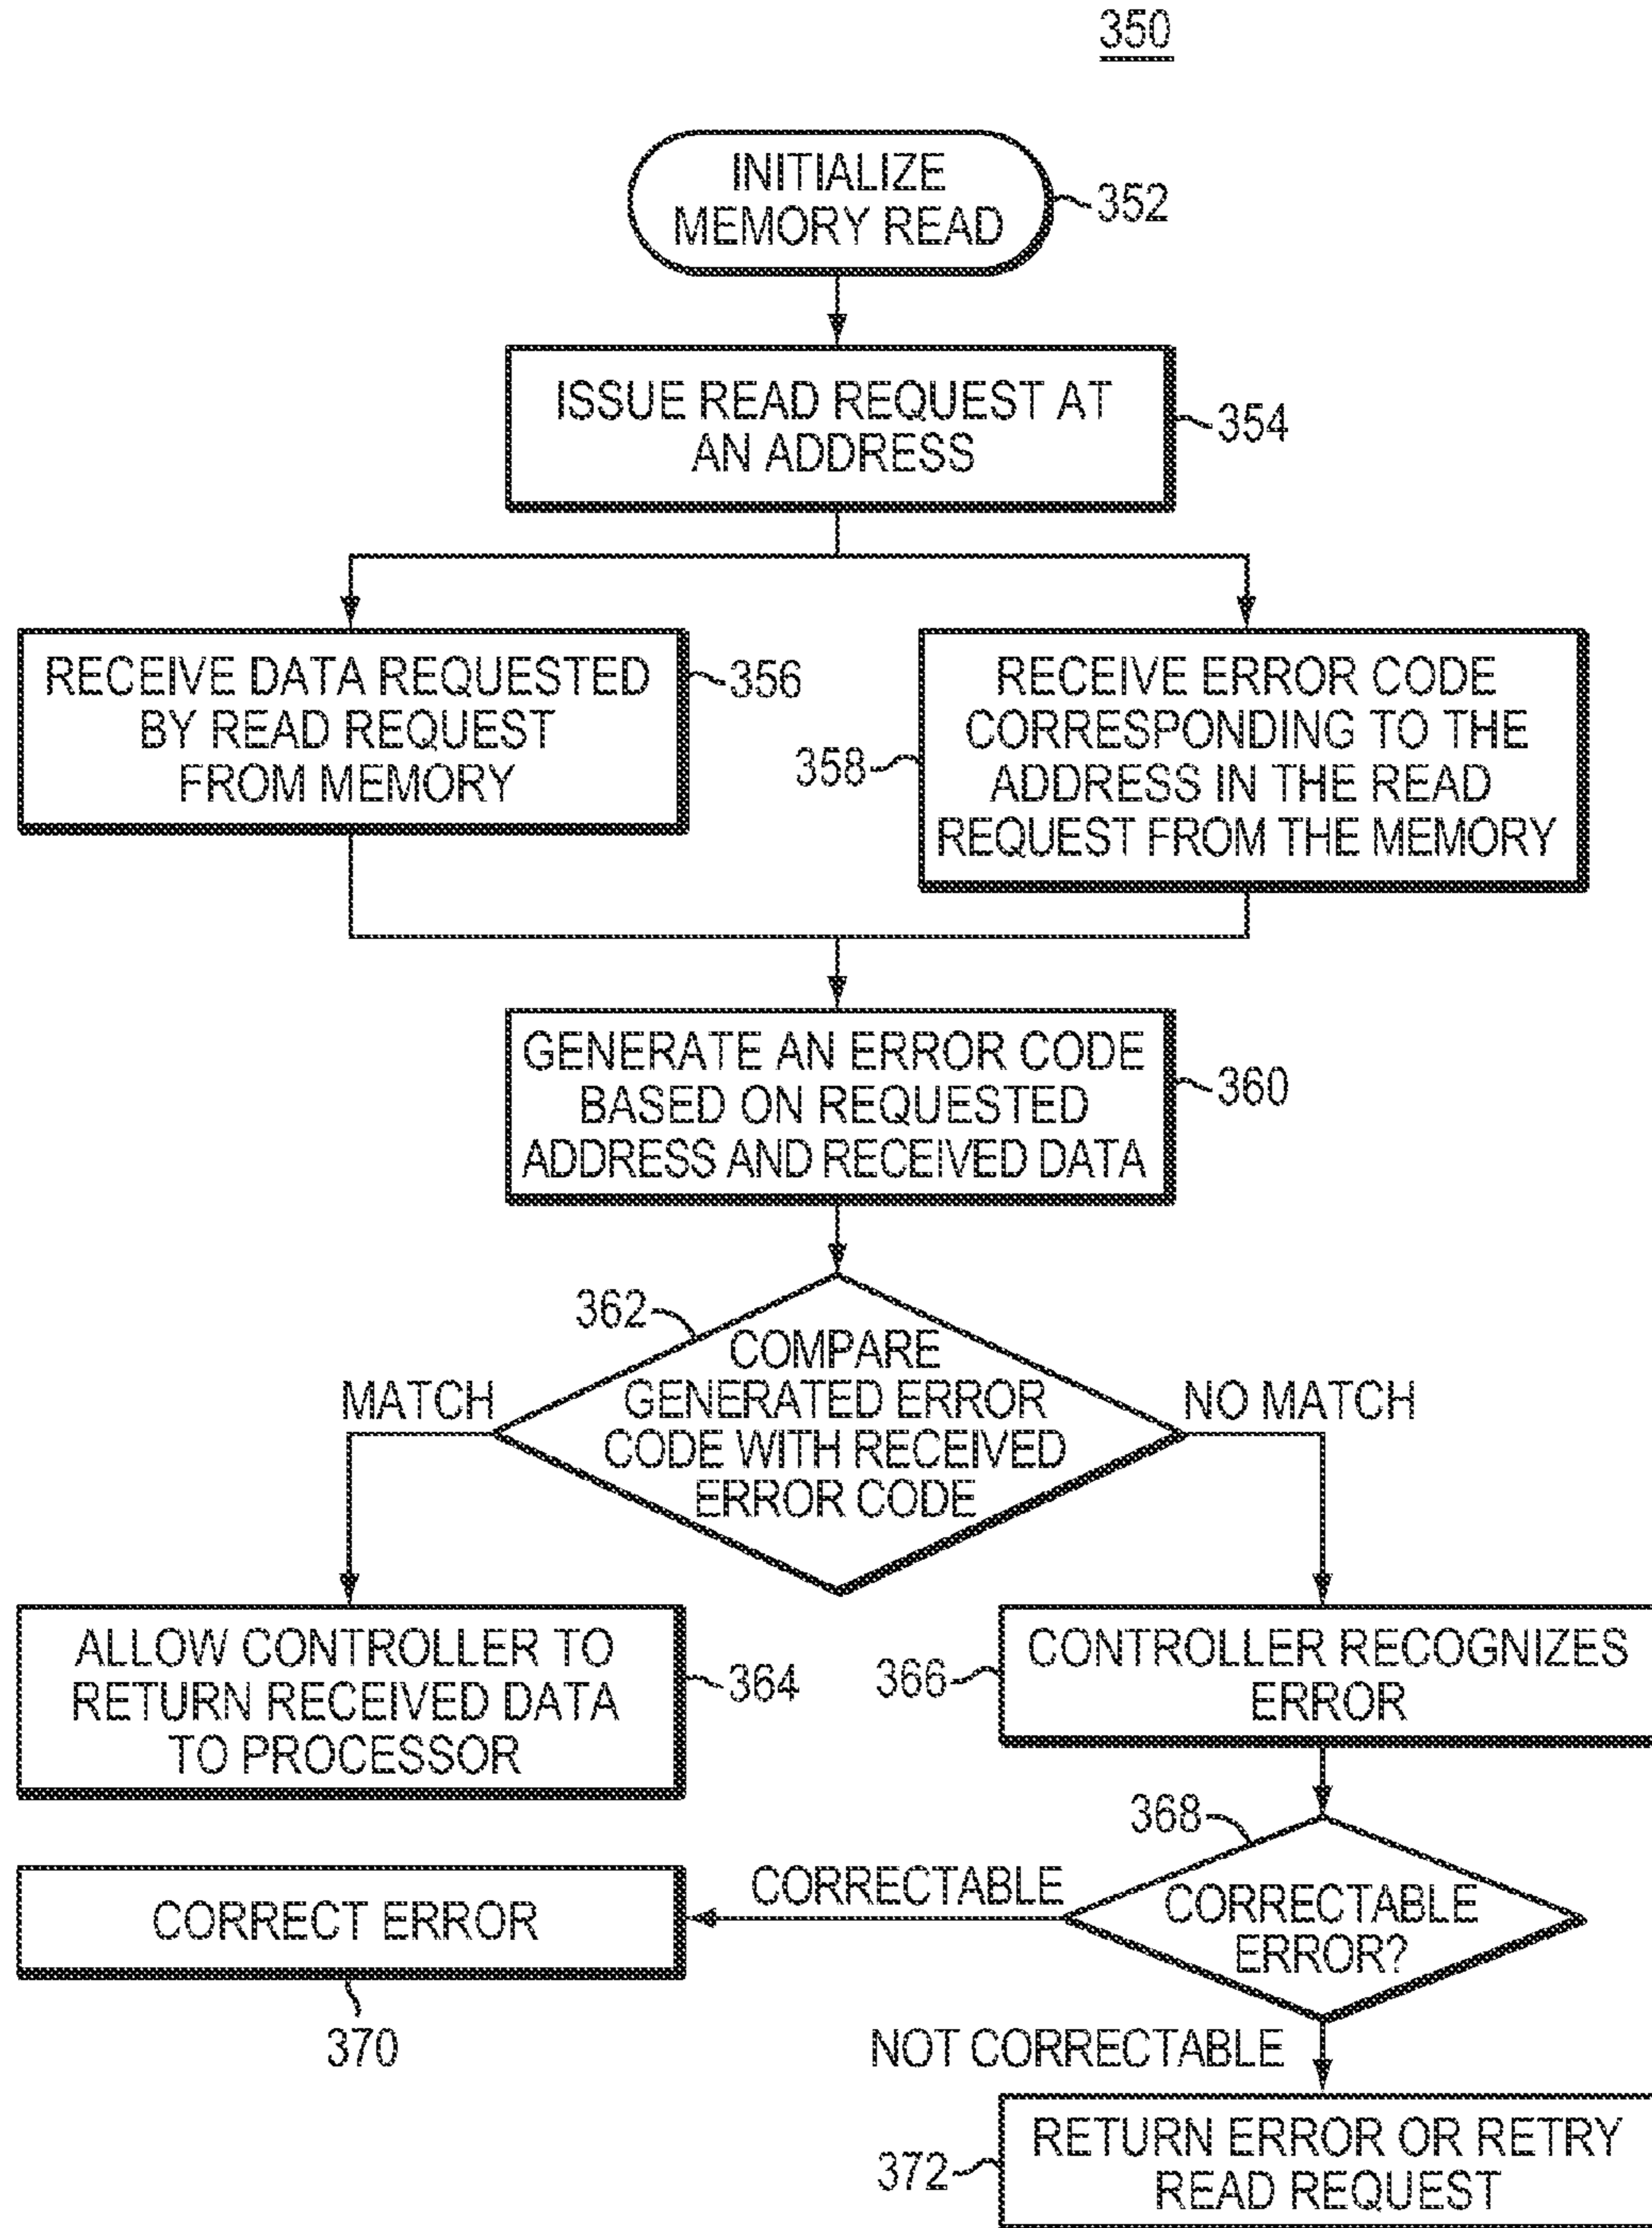 350
INITIALIZE
MEMORY READ
352
ISSUE READ REQUEST AT
AN ADDRESS
354
RECEIVE DATA REQUESTED
BY READ REQUEST
FROM MEMORY
356
RECEIVE ERROR CODE
CORRESPONDING TO THE
ADDRESS IN THE READ
REQUEST FROM THE MEMORY
358
GENERATE AN ERROR CODE
BASED ON REQUESTED
ADDRESS AND RECEIVED DATA
360
362
COMPARE
GENERATED ERROR
CODE WITH RECEIVED
ERROR CODE
MATCH
NO MATCH
ALLOW CONTROLLER TO
RETURN RECEIVED DATA
TO PROCESSOR
364
366
CONTROLLER RECOGNIZES
ERROR
368
CORRECTABLE
ERROR?
CORRECTABLE
CORRECT ERROR
370
NOT CORRECTABLE
372
RETURN ERROR OR RETRY
READ REQUEST